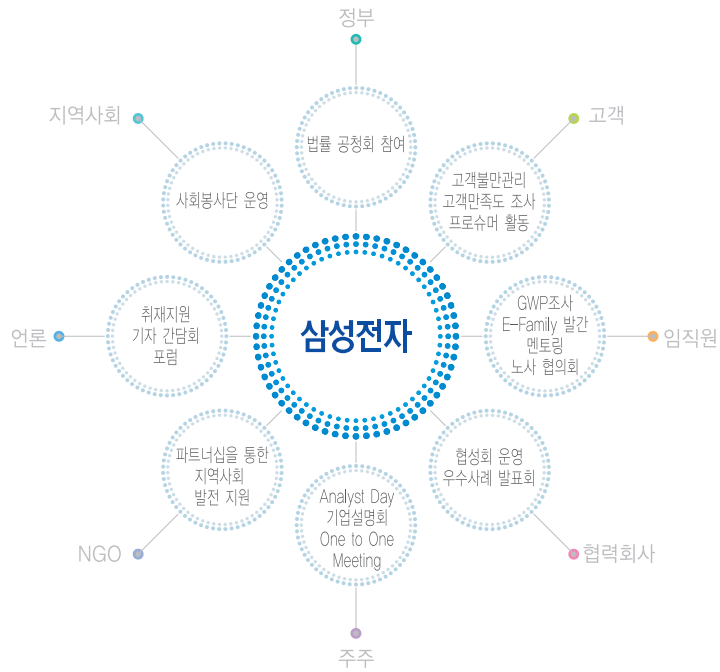 정부
지역사회
고객
법률 공청회 참여
사회봉사단 운영
고객불만관리
고객만족도 조사
프로슈머 활동
언론
취재지원
기자 간담회
포럼
삼성전자
GWP조사
E-Family 발간
멘토링
노사 협의회
임직원
파트너십을 통한
지역사회
발전 지원
Analyst Day
기업설명회
One to One
Meeting
협성회 운영
우수사례 발표회
NGO
협력회사
주주